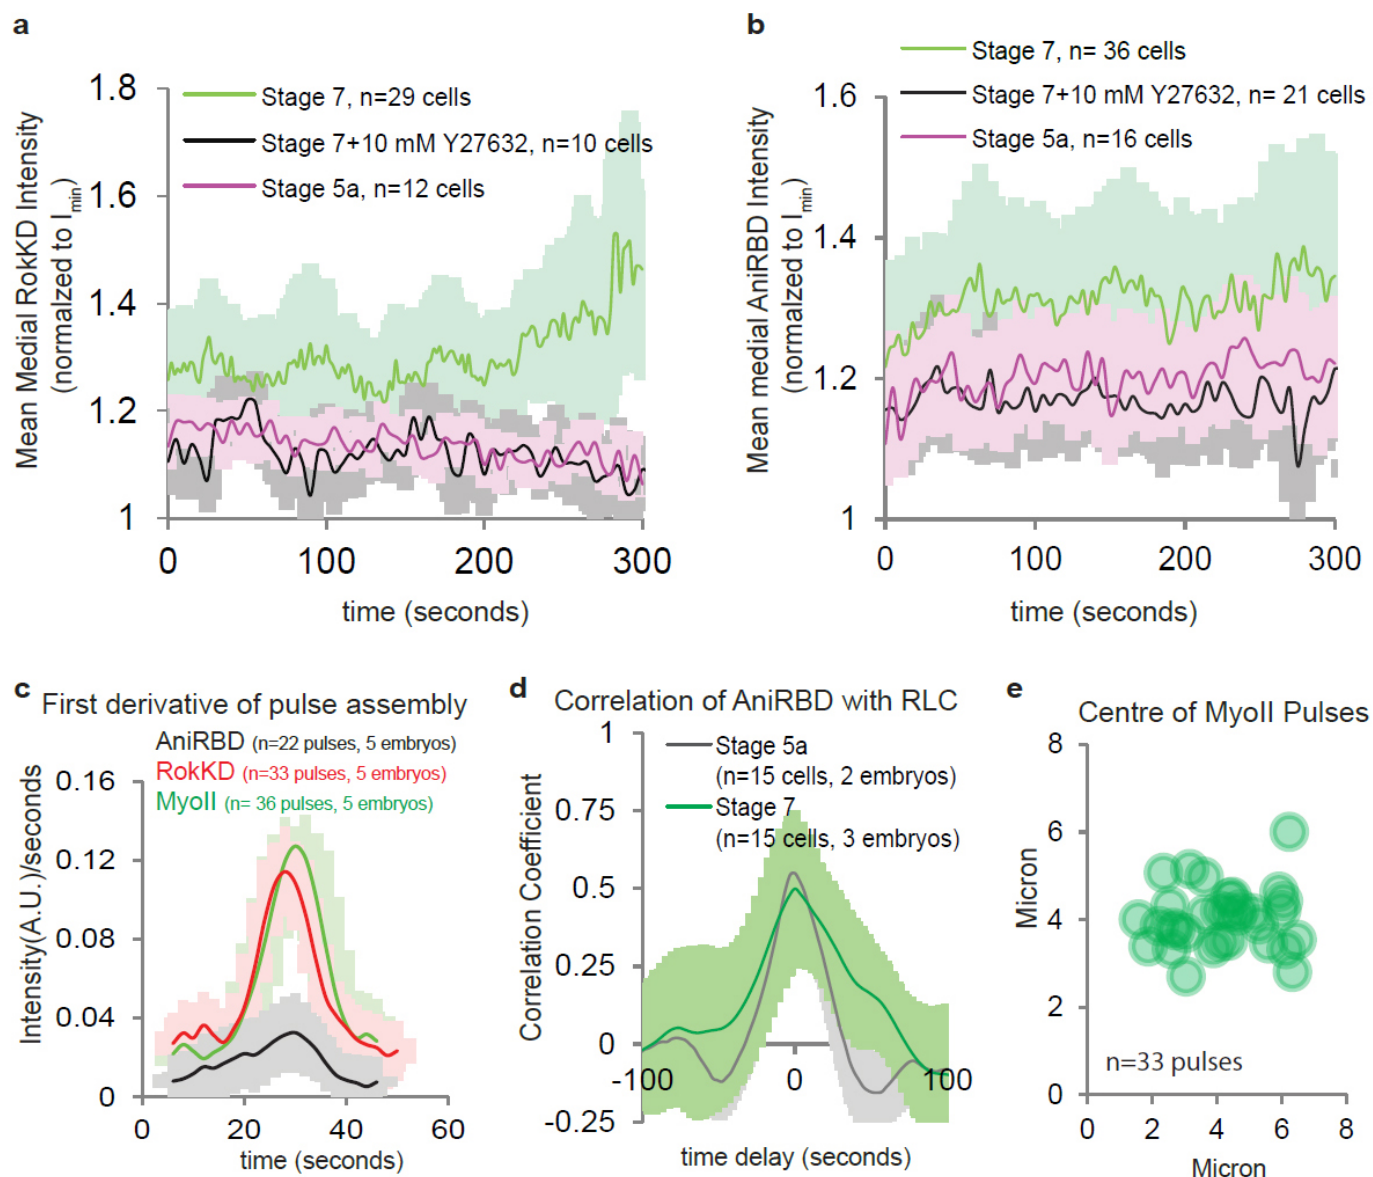 a
Mean Medial RokKD Intensity
(normalized to Imin)
1.8
1.6
1.4
1.2
1
Stage 7, n=29 cells
Stage 7+10 mM Y27632, n=10 cells
Stage 5a, n=12 cells
0 100 200 300
time (seconds)
b
Mean medial AniRBD Intensity
(normalized to Imin)
Stage 7, n= 36 cells
Stage 7+10 mM Y27632, n= 21 cells
Stage 5a, n=16 cells
1.6
1.4
1.2
1
0 100 200 300
time (seconds)
c
First derivative of pulse assembly
AniRBD (n=22 pulses, 5 embryos)
RokKD (n=33 pulses, 5 embryos)
MyoII (n= 36 pulses, 5 embryos)
Intensity(A.U.)/seconds
0.16
0.12
0.08
0.04
0
0 20 40 60
time (seconds)
d
Correlation of AniRBD with RLC
Stage 5a
(n=15 cells, 2 embryos)
Stage 7
(n=15 cells, 3 embryos)
Correlation Coefficient
1
0.75
0.5
0.25
0
-0.25
-100 0 100
time delay (seconds)
e
Centre of MyoII Pulses
Micron
8
6
4
2
0
n=33 pulses
0 2 4 6 8
Micron